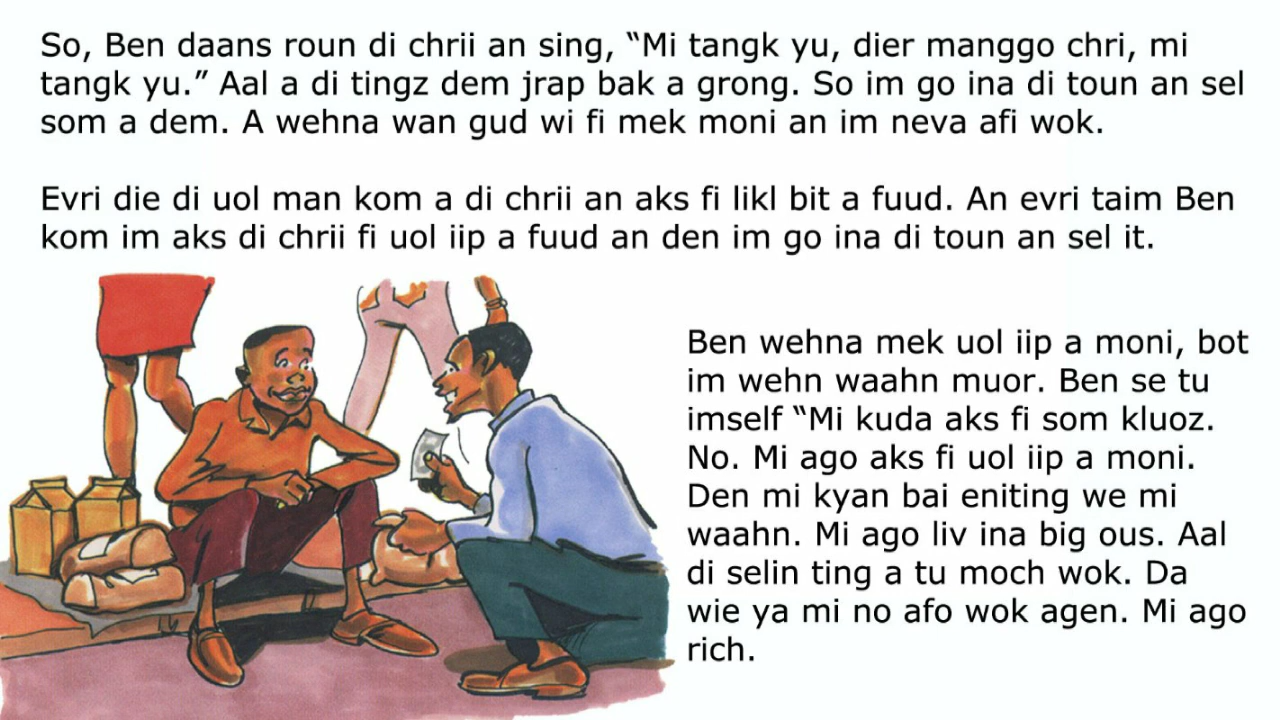 So, Ben daans roun di chrii an sing, “Mi tangk yu, dier manggo chri, mi
tangk yu.” Aal a di tingz dem jrap bak a grong. So im go ina di toun an sel
som a dem. A wehna wan gud wi fi mek moni an im neva afi wok.
Evri die di uol man kom a di chrii an aks fi likl bit a fuud. An evri taim Ben
kom im aks di chrii fi uol iip a fuud an den im go ina di toun an sel it.
Ben wehna mek uol iip a moni, bot
im wehn waahn muor. Ben se tu
imself “Mi kuda aks fi som kluoz.
No. Mi ago aks fi uol iip a moni.
Den mi kyan bai eniting we mi
waahn. Mi ago liv ina big ous. Aal
di selin ting a tu moch wok. Da
wie ya mi no afo wok agen. Mi ago
rich.